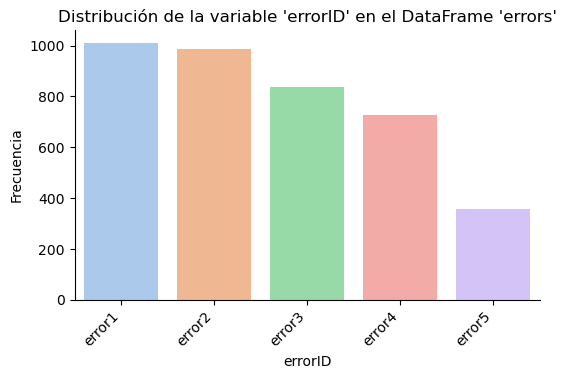 Distribución de la variable 'errorID' en el DataFrame 'errors'
1000
800
600
400
200
0
Frecuencia
error1
error2
error3
error4
error5
errorID